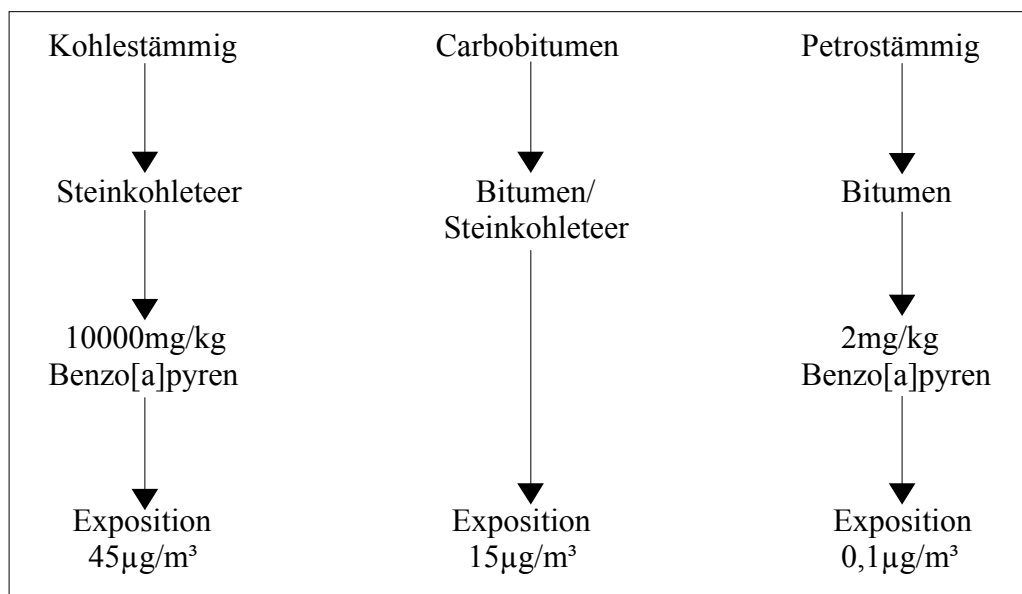 Kohlestämmig
Carbobitumen
Petrostämmig
Steinkohleteer
Bitumen/
Steinkohleteer
Bitumen
10000mg/kg
Benzo[a]pyren
2mg/kg
Benzo[a]pyren
Exposition
45µg/m³
Exposition
15µg/m³
Exposition
0,1µg/m³